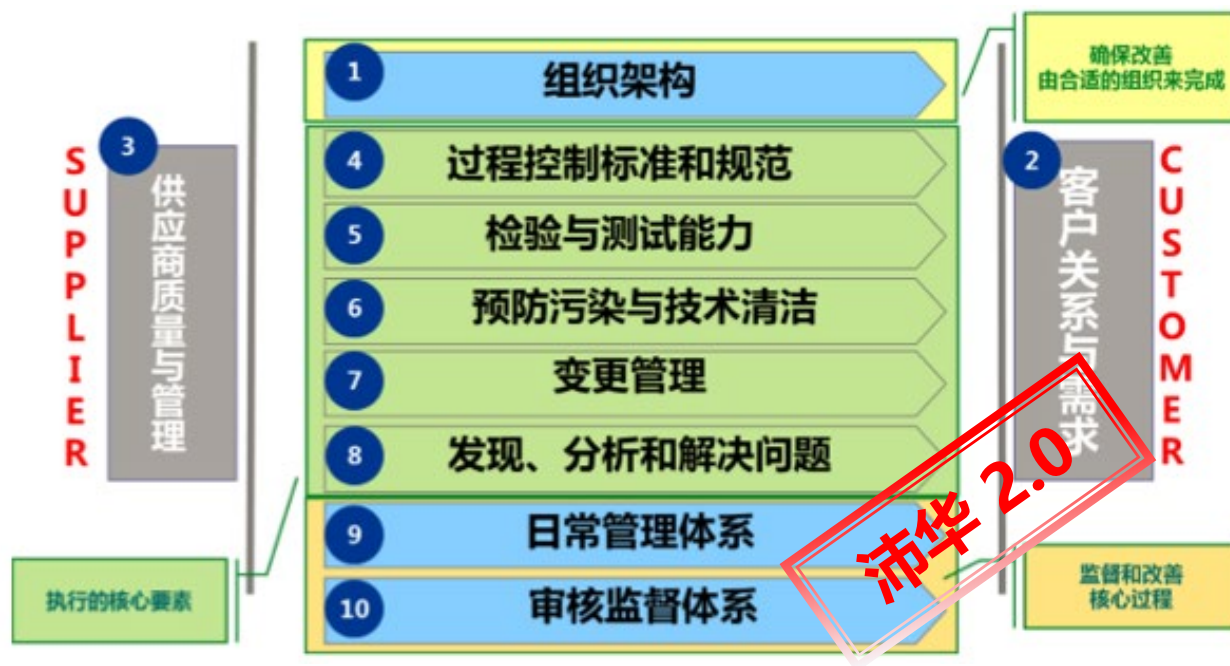 1
组织架构
确保改善
由合适的组织来完成
SUPPLIER
3
供应商质量与管理
4
过程控制标准和规范
5
检验与测试能力
6
预防污染与技术清洁
7
变更管理
8
发现、分析和解决问题
2
客户关系与需求
CUSTOMER
9
日常管理体系
10
审核监督体系
执行的核心要素
监督和改善
核心过程
沛华 2.0